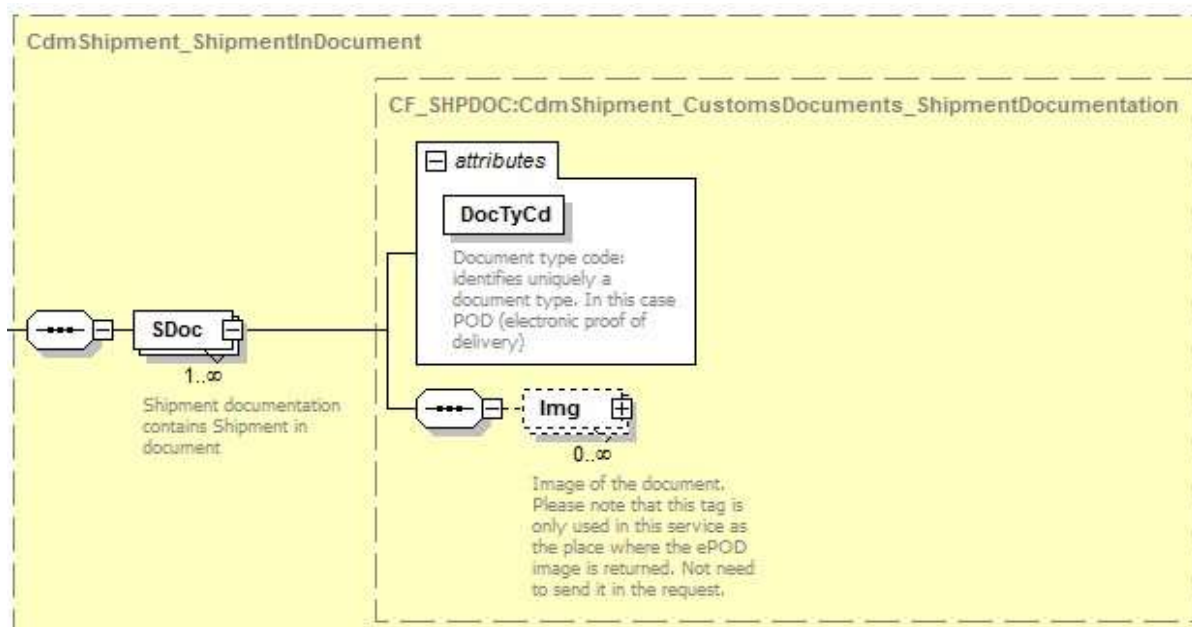 CdmShipment_ShipmentInDocument
CF_SHPDOC:CdmShipment_CustomsDocuments_ShipmentDocumentation
attributes
DocTyCd
Document type code:
identifies uniquely a
document type. In this case
POD (electronic proof of
delivery)
SDoc
1..∞
Shipment documentation
contains Shipment in
document
Img
0..∞
Image of the document.
Please note that this tag is
only used in this service as
the place where the ePOD
image is returned. Not need
to send it in the request.